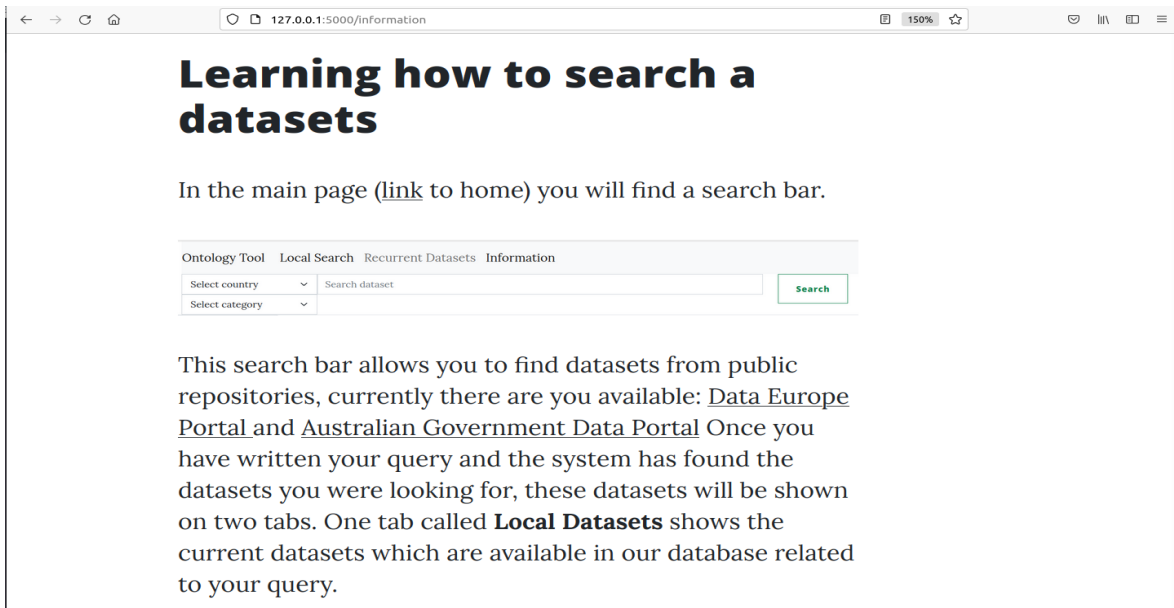 127.0.0.1:5000/information
150%
Learning how to search a
datasets
In the main page (link to home) you will find a search bar.
Ontology Tool Local Search Recurrent Datasets Information
Select country Search dataset Search
Select category
This search bar allows you to find datasets from public
repositories, currently there are you available: Data Europe
Portal and Australian Government Data Portal Once you
have written your query and the system has found the
datasets you were looking for, these datasets will be shown
on two tabs. One tab called Local Datasets shows the
current datasets which are available in our database related
to your query.